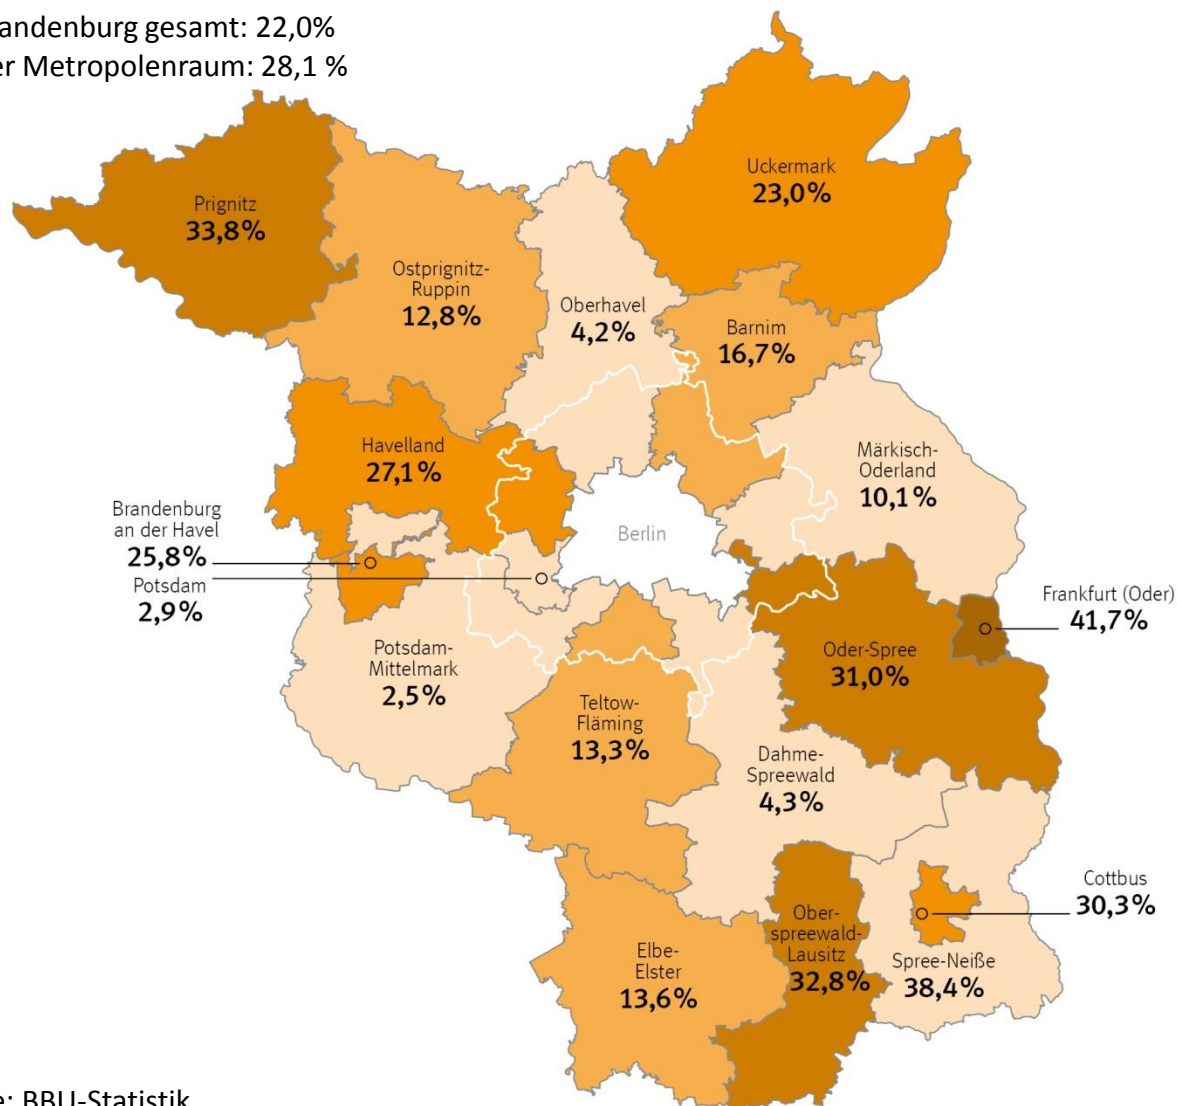 andenburg gesamt: 22,0%
er Metropolenraum: 28,1 %
Uckermark
23,0%
Prignitz
33,8%
Ostprignitz-
Ruppin
12,8%
Oberhavel
4,2%
Barnim
16,7%
Havelland
27,1%
Märkisch-
Oderland
10,1%
Brandenburg
an der Havel
25,8%
Berlin
Potsdam
2,9%
Frankfurt (Oder)
41,7%
Potsdam-
Mittelmark
2,5%
Oder-Spree
31,0%
Teltow-
Fläming
13,3%
Dahme-
Spreewald
4,3%
Cottbus
30,3%
Ober-
spreewald-
Lausitz
32,8%
Elbe-
Elster
13,6%
Spree-Neiße
38,4%
e: BBU-Statistik